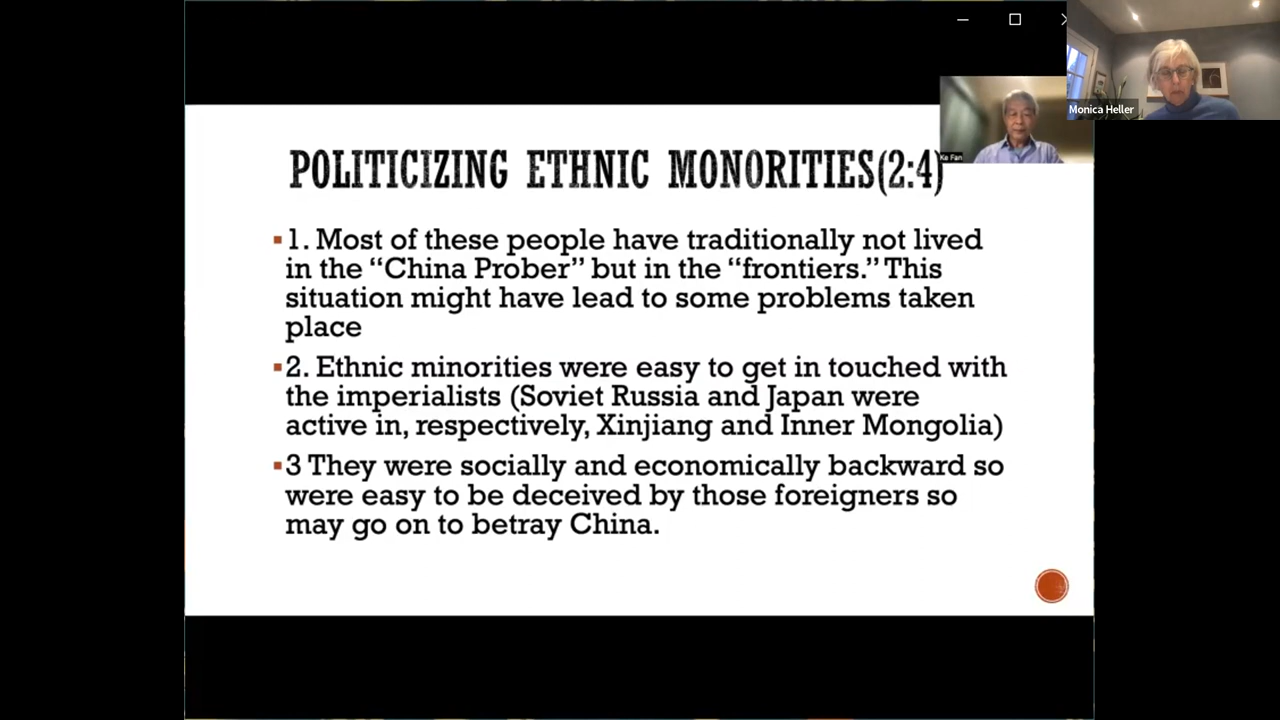 Monica Heller
Ke Fan
POLITICIZING ETHNIC MONORITIES(2:4)
1. Most of these people have traditionally not lived
in the “China Prober” but in the “frontiers.” This
situation might have lead to some problems taken
place
2. Ethnic minorities were easy to get in touched with
the imperialists (Soviet Russia and Japan were
active in, respectively, Xinjiang and Inner Mongolia)
3 They were socially and economically backward so
were easy to be deceived by those foreigners so
may go on to betray China.